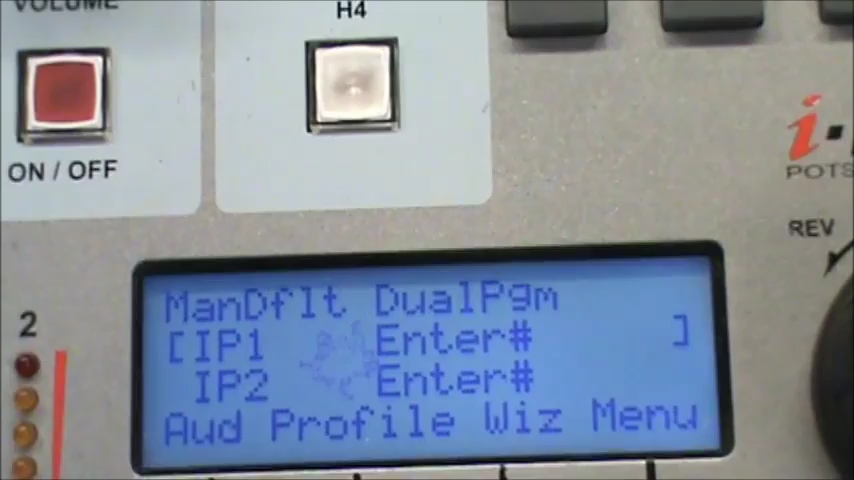 VOLUME
H4
ON / OFF
POTS
REV
2
ManDflt DualPgm
[IP1 Enter# ]
IP2 Enter#
Aud Profile Wiz Menu